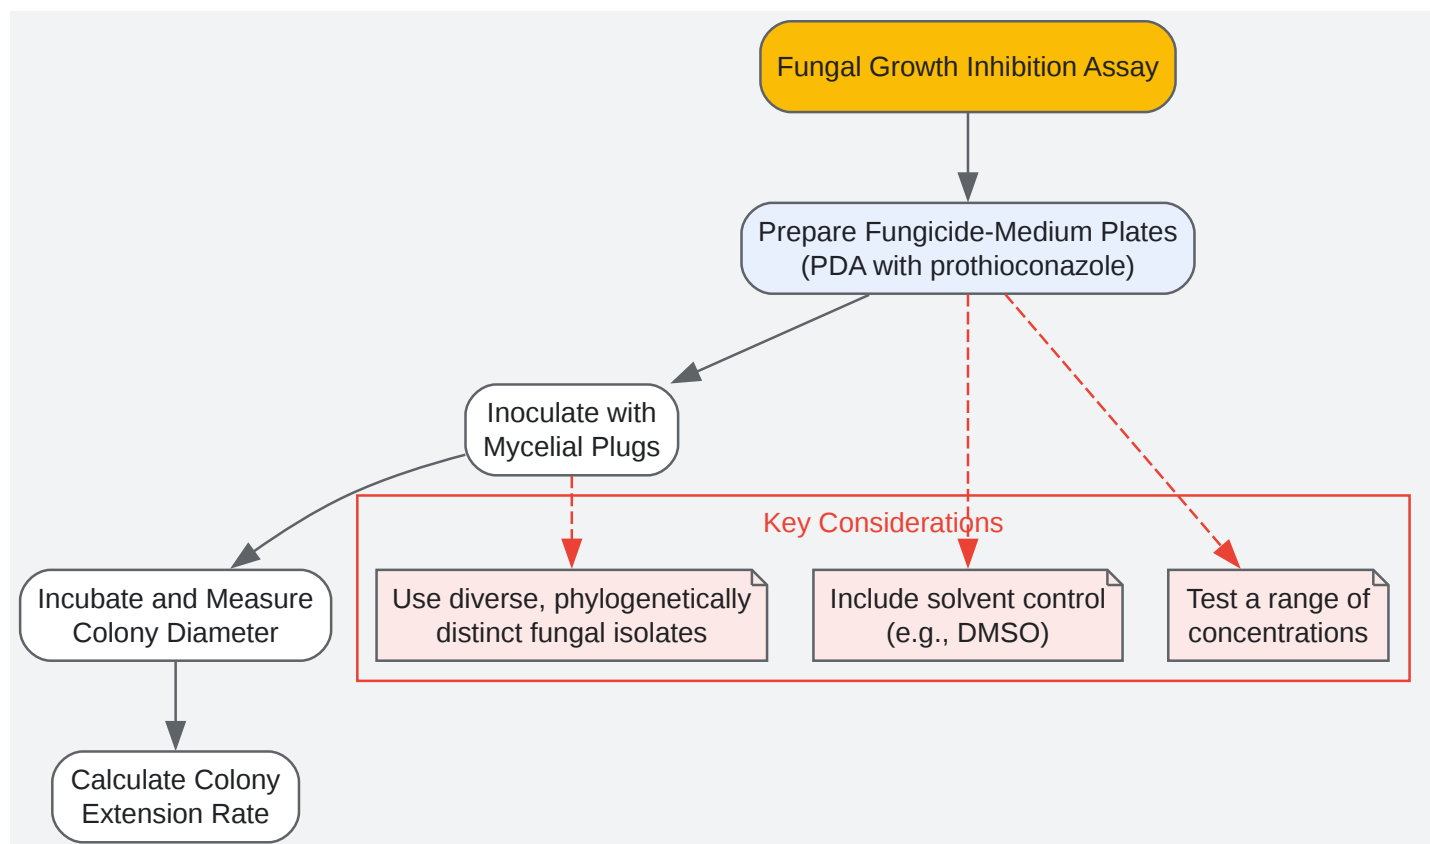 Fungal Growth Inhibition Assay
Prepare Fungicide-Medium Plates
(PDA with prothioconazole)
Inoculate with
Mycelial Plugs
Key Considerations
Incubate and Measure
Colony Diameter
Use diverse, phylogenetically
distinct fungal isolates
Include solvent control
(e.g., DMSO)
Test a range of
concentrations
Calculate Colony
Extension Rate